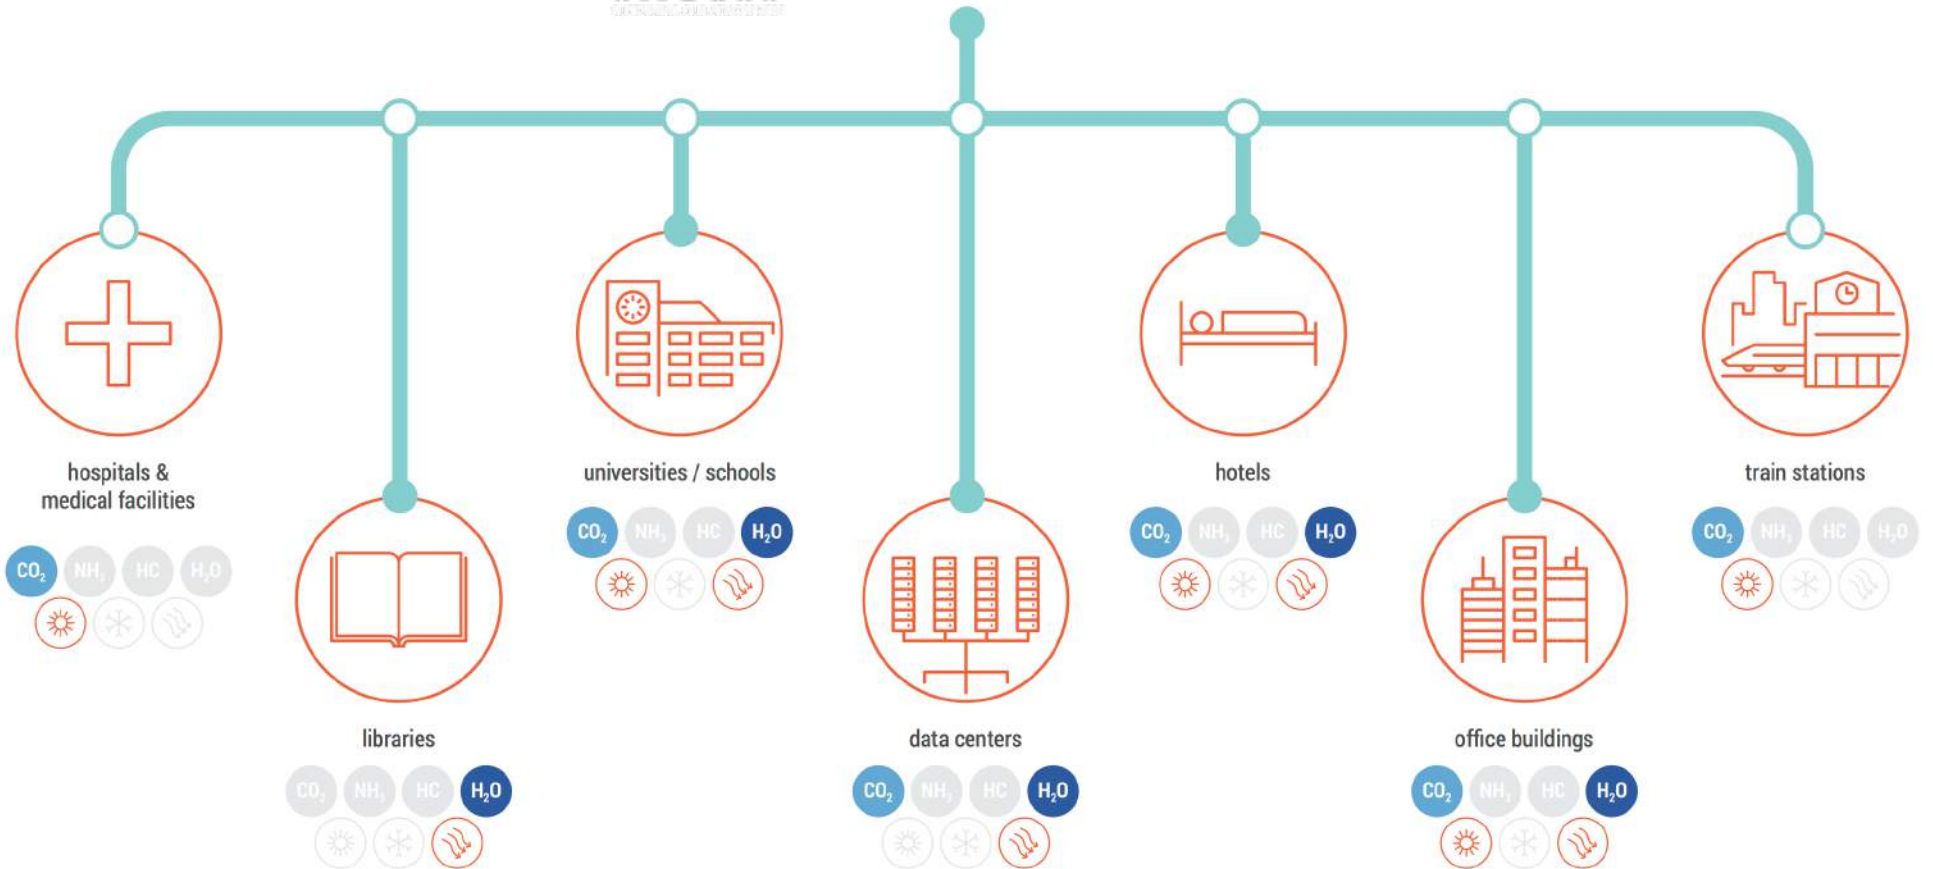 hospitals &
medical facilities
CO₂ NH₃ HC H₂O
libraries
CO₂ NH₃ HC H₂O
universities / schools
CO₂ NH₃ HC H₂O
data centers
CO₂ NH₃ HC H₂O
hotels
CO₂ NH₃ HC H₂O
office buildings
CO₂ NH₃ HC H₂O
train stations
CO₂ NH₃ HC H₂O